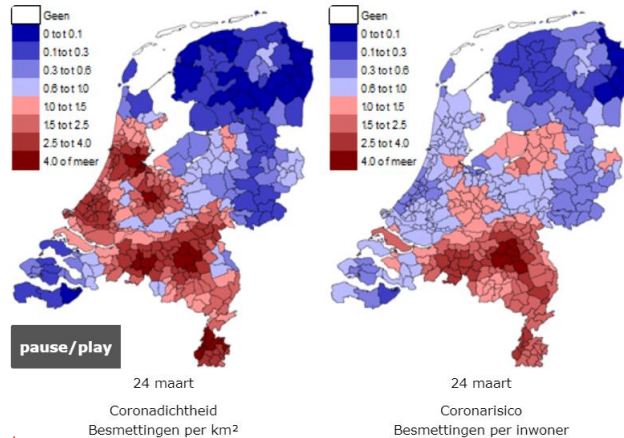 Geen
0 tot 0.1
0.1tot 0.3
0.3 tot 0.6
0.6 tot 1.0
1.0 tot 1.5
1.5 tot 2.5
2.5 tot 4.0
4.0 of meer
Geen
0 tot 0.1
0.1tot 0.3
0.3 tot 0.6
0.6 tot 1.0
1.0 tot 1.5
1.5 tot 2.5
2.5 tot 4.0
4.0 of meer
pause/play
24 maart
24 maart
Coronadichtheid
Besmettingen per km²
Coronarisico
Besmettingen per inwoner